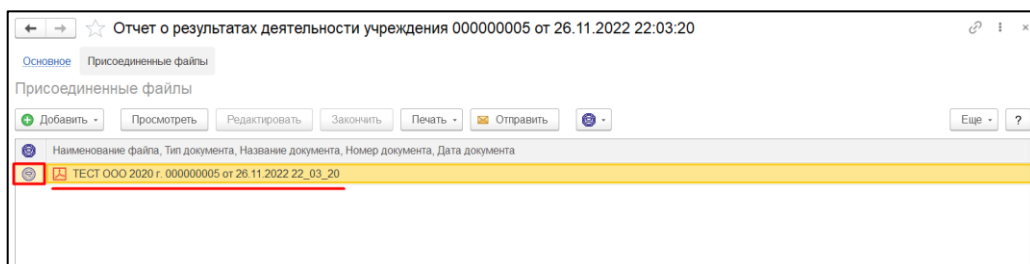 Отчет о результатах деятельности учреждения 000000005 от 26.11.2022 22:03:20
Основное Присоединенные файлы
Присоединенные файлы
Добавить Просмотреть Редактировать Закончить Печать Отправить Еще ?
Наименование файла, Тип документа, Название документа, Номер документа, Дата документа
ТЕСТ ООО 2020 г. 000000005 от 26.11.2022 22_03_20